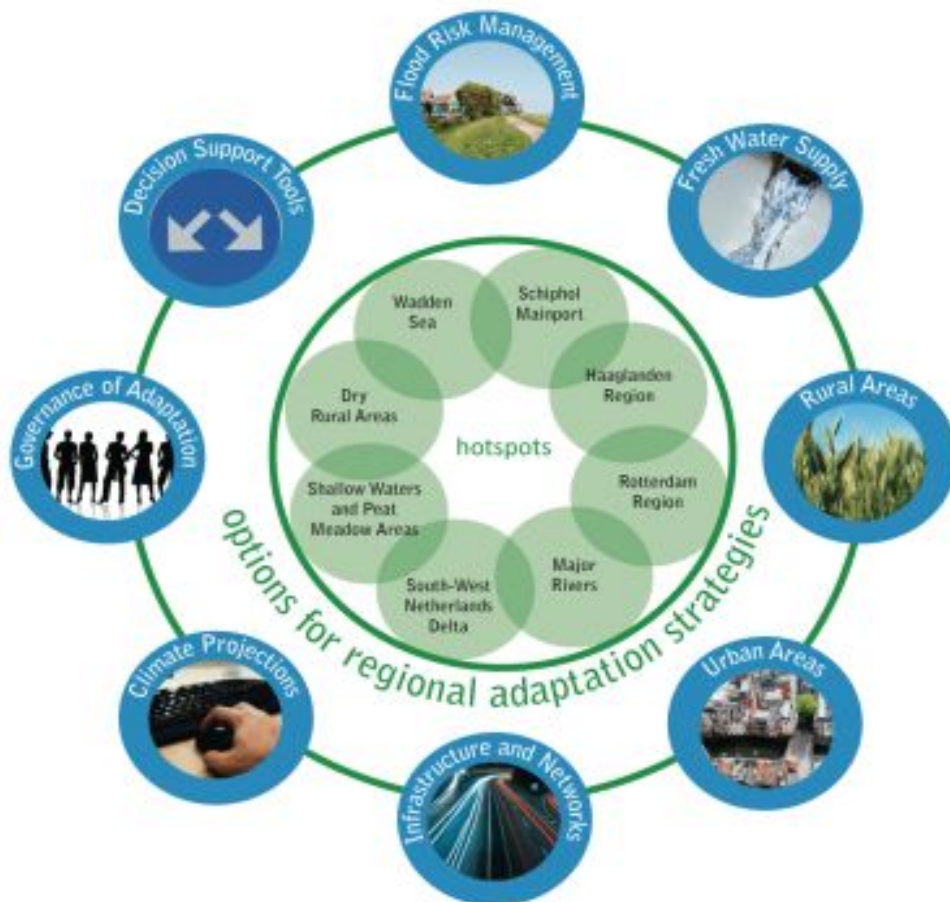 Flood Risk Management
Decision Support Tools
Fresh Water Supply
Wadden
Sea
Schiphol
Mainport
Dry
Rural Areas
Haaglanden
Region
Governance of Adaptation
hotspots
Rural Areas
Shallow Waters
and Peat
Meadow Areas
Rotterdam
Region
South-West
Netherlands
Delta
Major
Rivers
options for regional adaptation strategies
Climate Projections
Urban Areas
Infrastructure and Networks